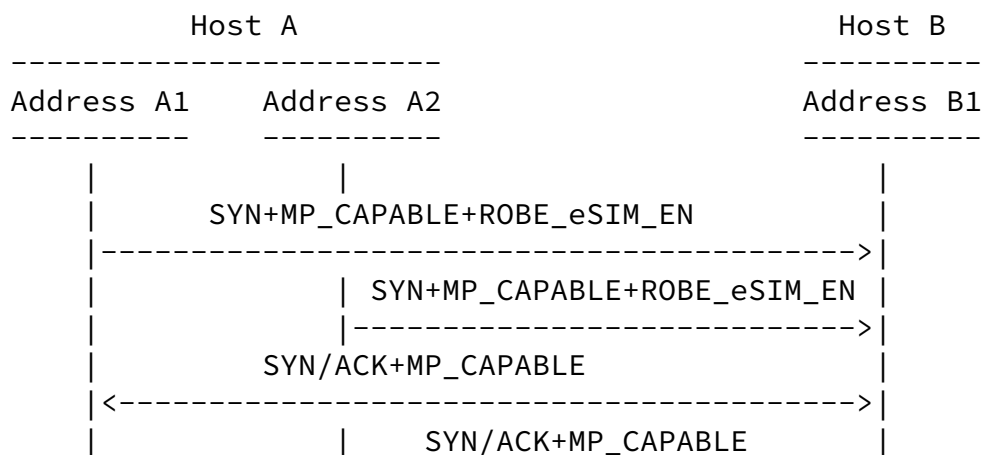 Host A Host B
------------------------ ----------
Address A1 Address A2 Address B1
---------- ---------- ----------
| | |
| SYN+MP_CAPABLE+ROBE_eSIM_EN |
|------------------------------------------>|
| | SYN+MP_CAPABLE+ROBE_eSIM_EN |
| |---------------------------->|
| SYN/ACK+MP_CAPABLE |
|<----------------------------------------->|
| | SYN/ACK+MP_CAPABLE |